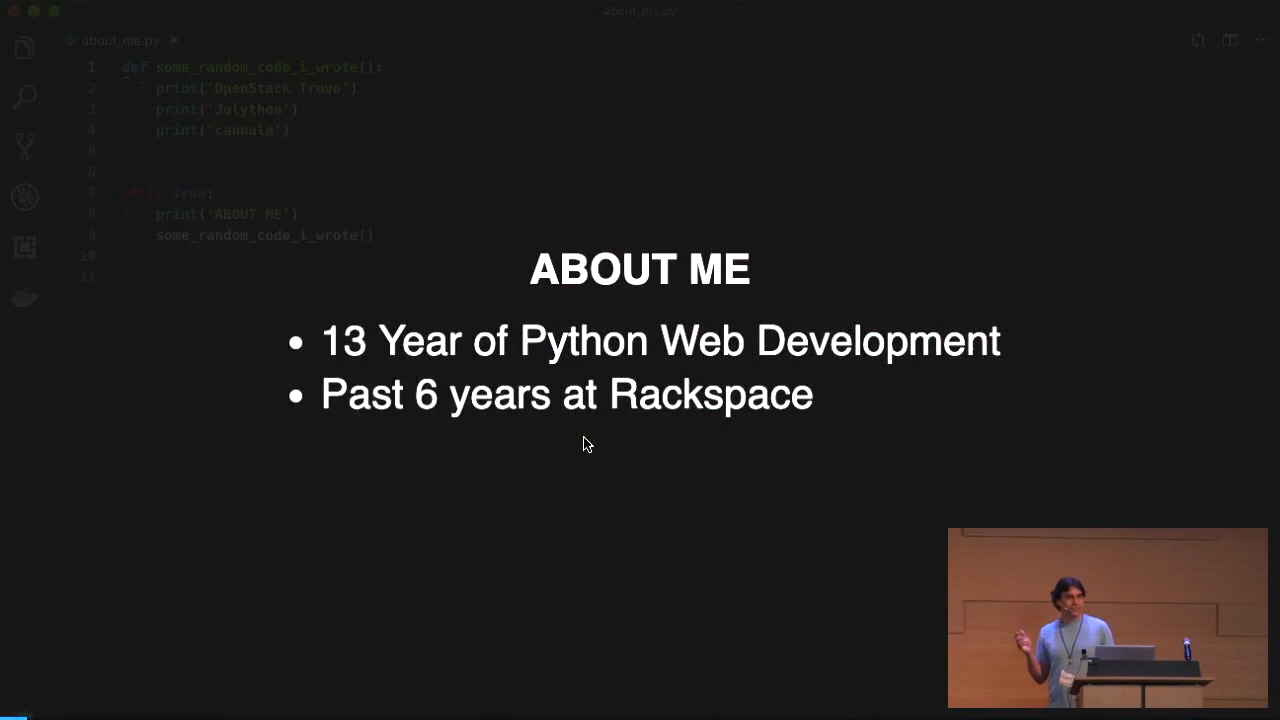 about_me.py
about_me.py
1 def some_random_code_i_wrote():
2 print('OpenStack Trove')
3 print('Julython')
4 print('cannula')
5
6
7 while True:
8 print('ABOUT ME')
9 some_random_code_i_wrote()
10
11
ABOUT ME
• 13 Year of Python Web Development
• Past 6 years at Rackspace